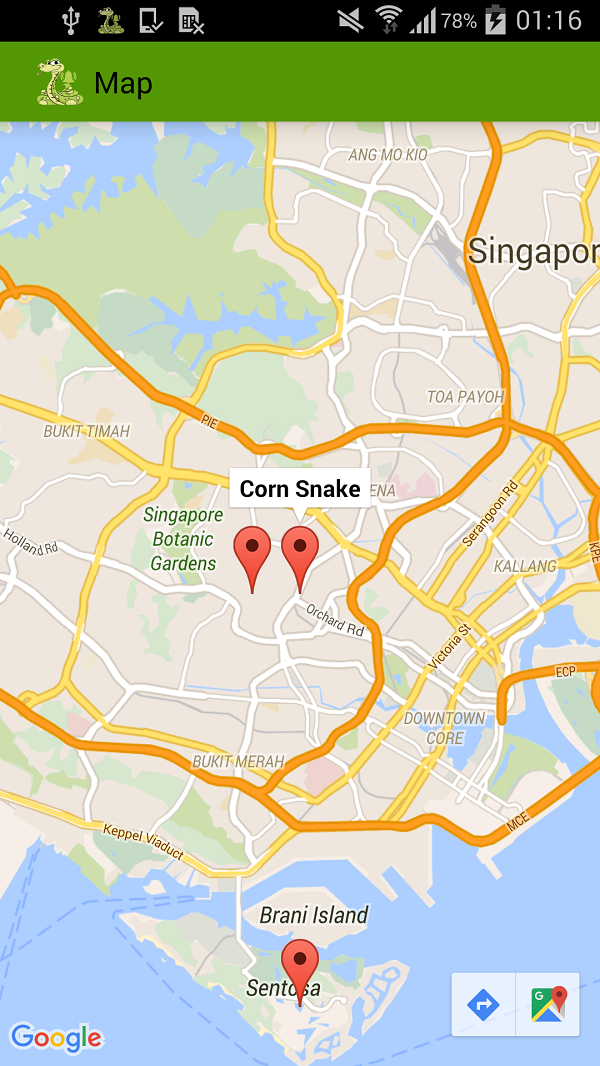 78% 01:16
Map
ANG MO KIO
Singapor
TOA PAYOH
PIE
BUKIT TIMAH
Corn Snake
ENA
Serangoon Rd
Singapore
Botanic
Gardens
Holland Rd
KPE
KALLANG
Orchard Rd
Victoria St
ECP
DOWNTOWN
CORE
BUKIT MERAH
MCE
Keppel Viaduct
Brani Island
Sentosa
G
Google